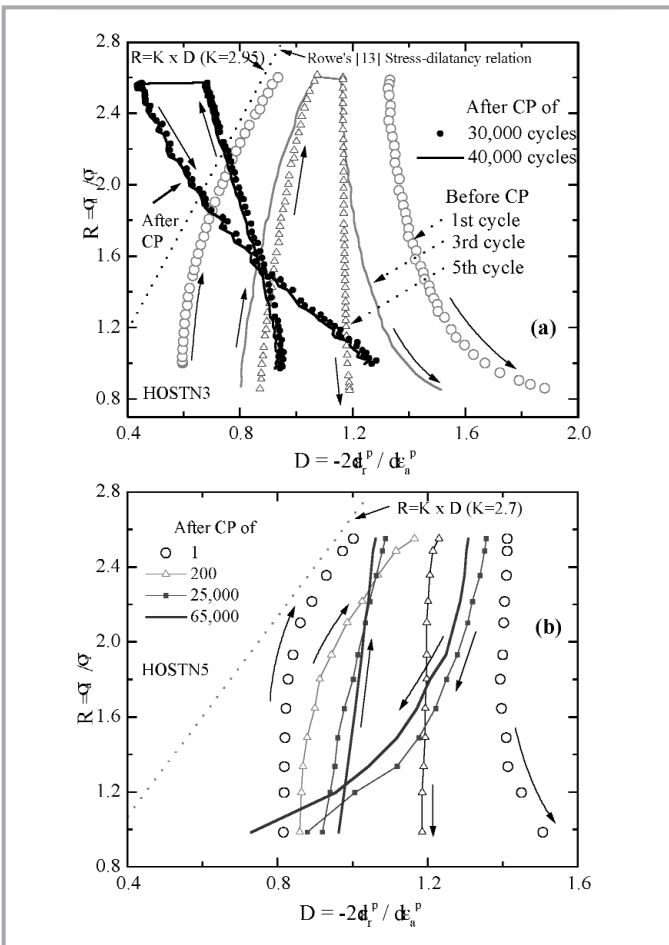 2.8
2.4
2.0
1.6
1.2
0.8
R=K x D (K=2.95)
Rowe's [13] Stress-dilatancy relation
After CP of
30,000 cycles
40,000 cycles
Before CP
1st cycle
3rd cycle
5th cycle
After
CP
(a)
HOSTN3
0.4
0.8
1.2
1.6
2.0
2.8
2.4
2.0
1.6
1.2
0.8
R=K x D (K=2.7)
After CP of
1
200
25,000
65,000
(b)
HOSTN5
0.4
0.8
1.2
1.6